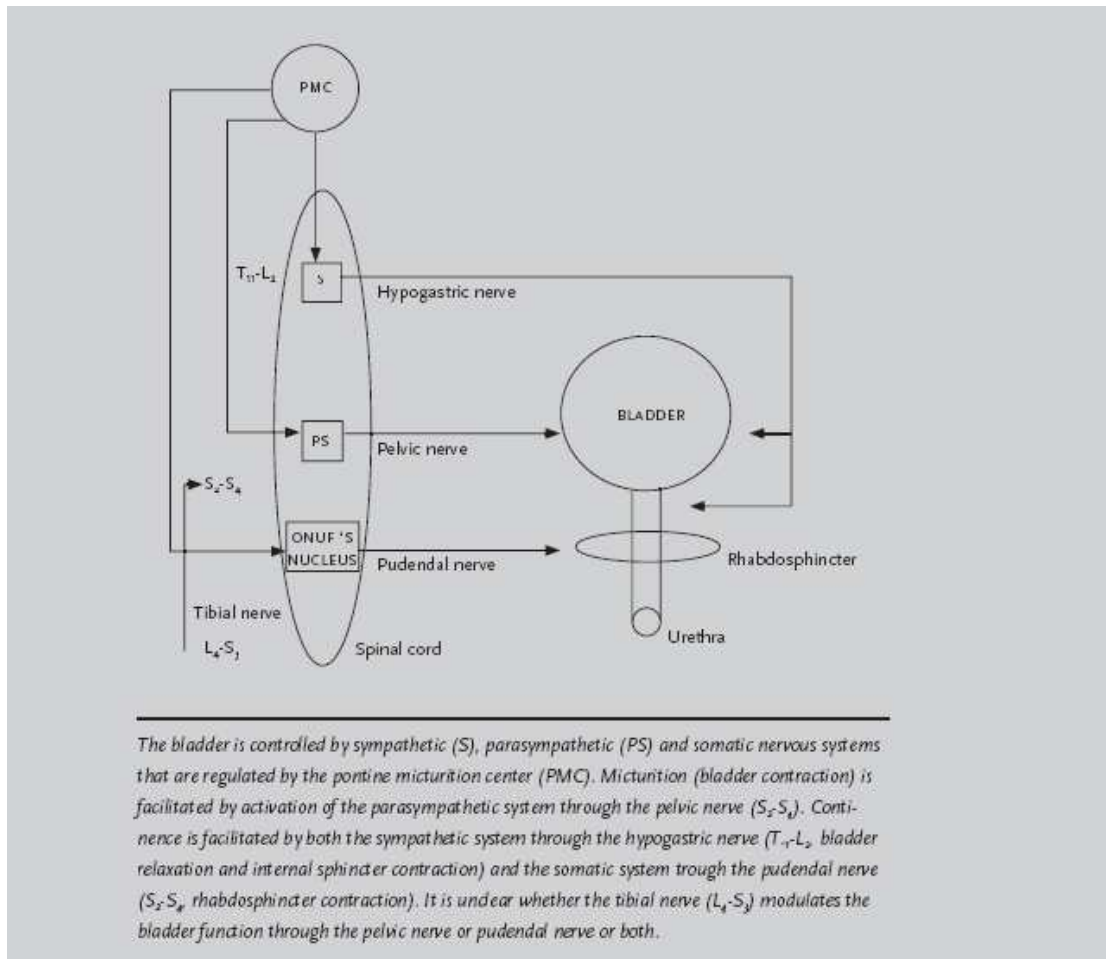 PMC
T₁₁-L₂
S
Hypogastric nerve
BLADDER
PS
Pelvic nerve
S₂-S₄
ONUF'S
NUCLEUS
Pudendal nerve
Rhabdosphincter
Tibial nerve
Urethra
L₄-S₃
Spinal cord
The bladder is controlled by sympathetic (S), parasympathetic (PS) and somatic nervous systems
that are regulated by the pontine micturition center (PMC). Micturition (bladder contraction) is
facilitated by activation of the parasympathetic system through the pelvic nerve (S₂-S₄). Conti-
nence is facilitated by both the sympathetic system through the hypogastric nerve (T₁₁-L₂, bladder
relaxation and internal sphincter contraction) and the somatic system trough the pudendal nerve
(S₂-S₄, rhabdosphincter contraction). It is unclear whether the tibial nerve (L₄-S₃) modulates the
bladder function through the pelvic nerve or pudendal nerve or both.